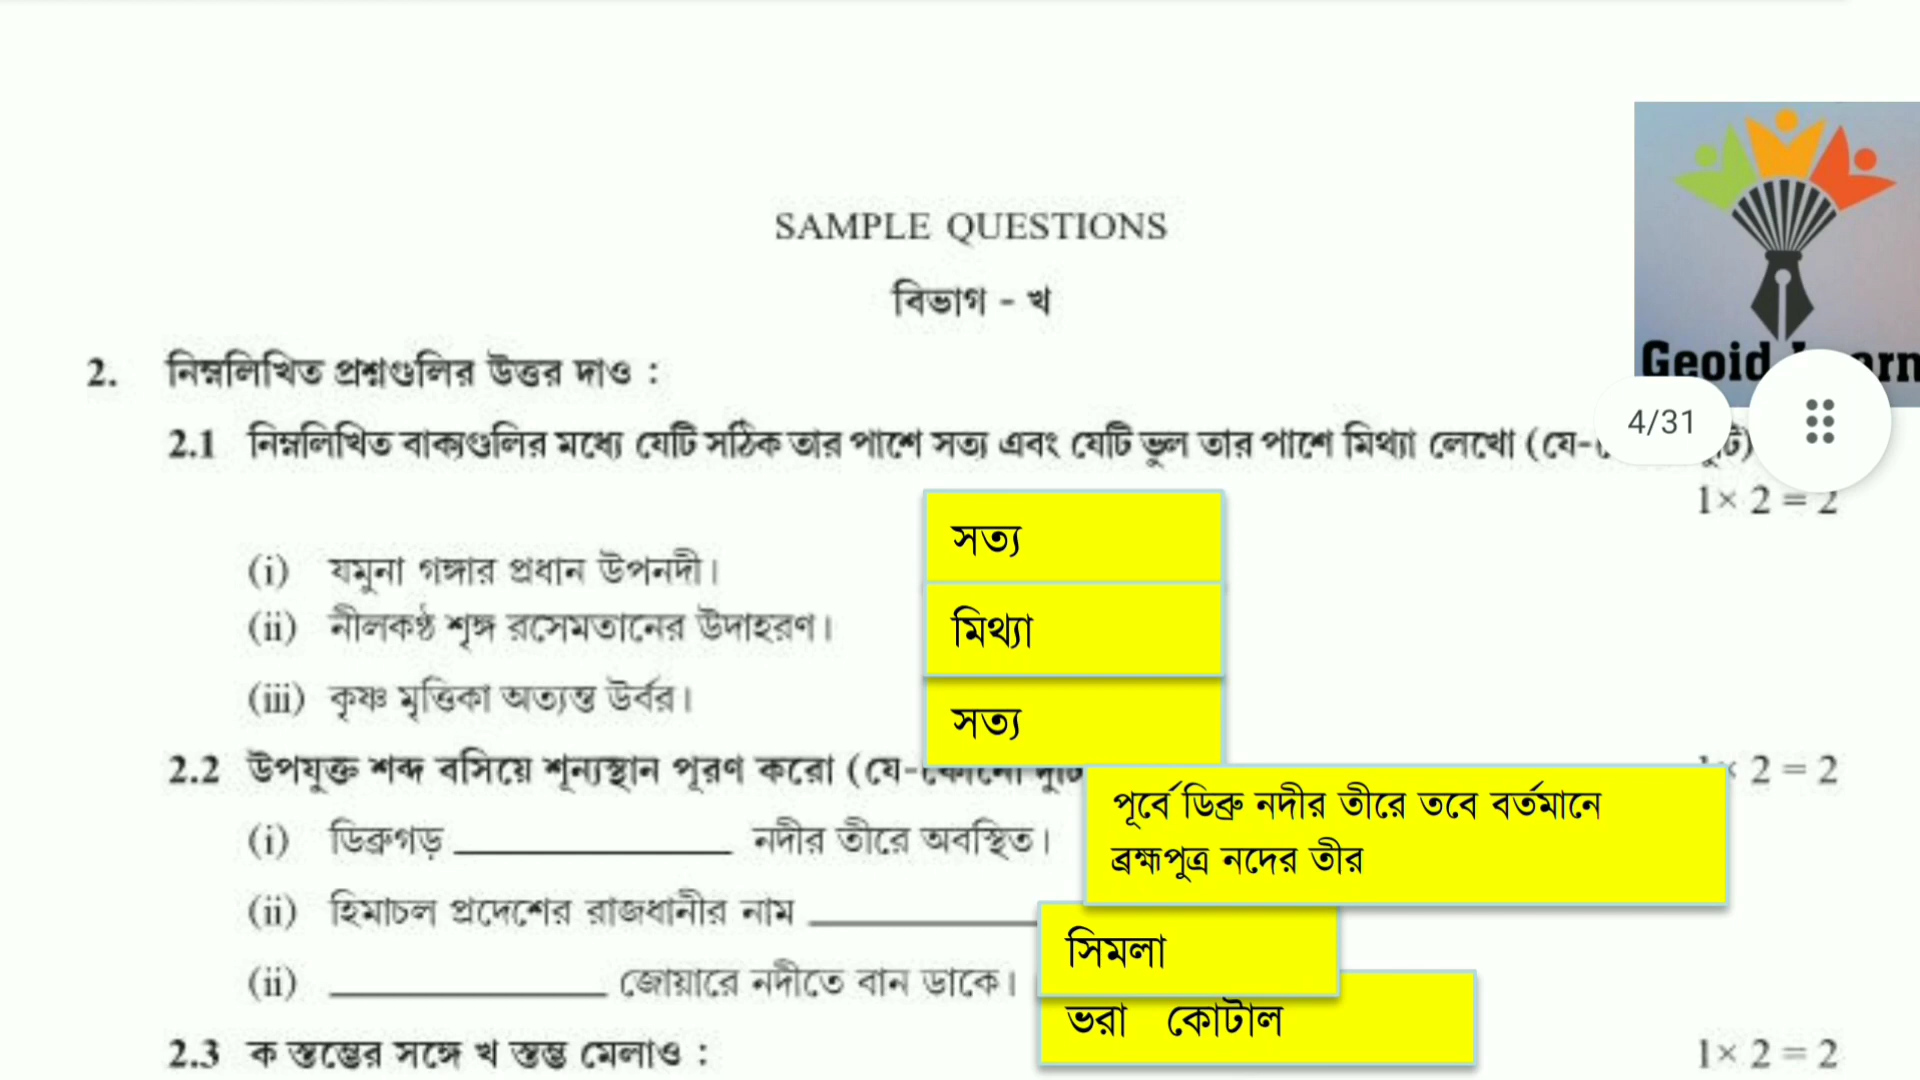 SAMPLE QUESTIONS
বিভাগ - খ
Geoid
2. নিম্নলিখিত প্রশ্নগুলির উত্তর দাও :
4/31
2.1 নিম্নলিখিত বাক্যগুলির মধ্যে যেটি সঠিক তার পাশে সত্য এবং যেটি ভুল তার পাশে মিথ্যা লেখো (যে-
1× 2 = 2
সত্য
(i) যমুনা গঙ্গার প্রধান উপনদী।
(ii) নীলকণ্ঠ শৃঙ্গ রসেমতানের উদাহরণ।
মিথ্যা
(iii) কৃষ্ণ মৃত্তিকা অত্যন্ত উর্বর।
সত্য
2.2 উপযুক্ত শব্দ বসিয়ে শূন্যস্থান পূরণ করো (যে-কোনো দুটি
× 2 = 2
(i) ডিব্রুগড় ____________ নদীর তীরে অবস্থিত।
পূর্বে ডিব্রু নদীর তীরে তবে বর্তমানে
ব্রহ্মপুত্র নদের তীর
(ii) হিমাচল প্রদেশের রাজধানীর নাম __________
সিমলা
(ii) ____________ জোয়ারে নদীতে বান ডাকে।
ভরা কোটাল
2.3 ক স্তম্ভের সঙ্গে খ স্তম্ভ মেলাও :
1× 2 = 2